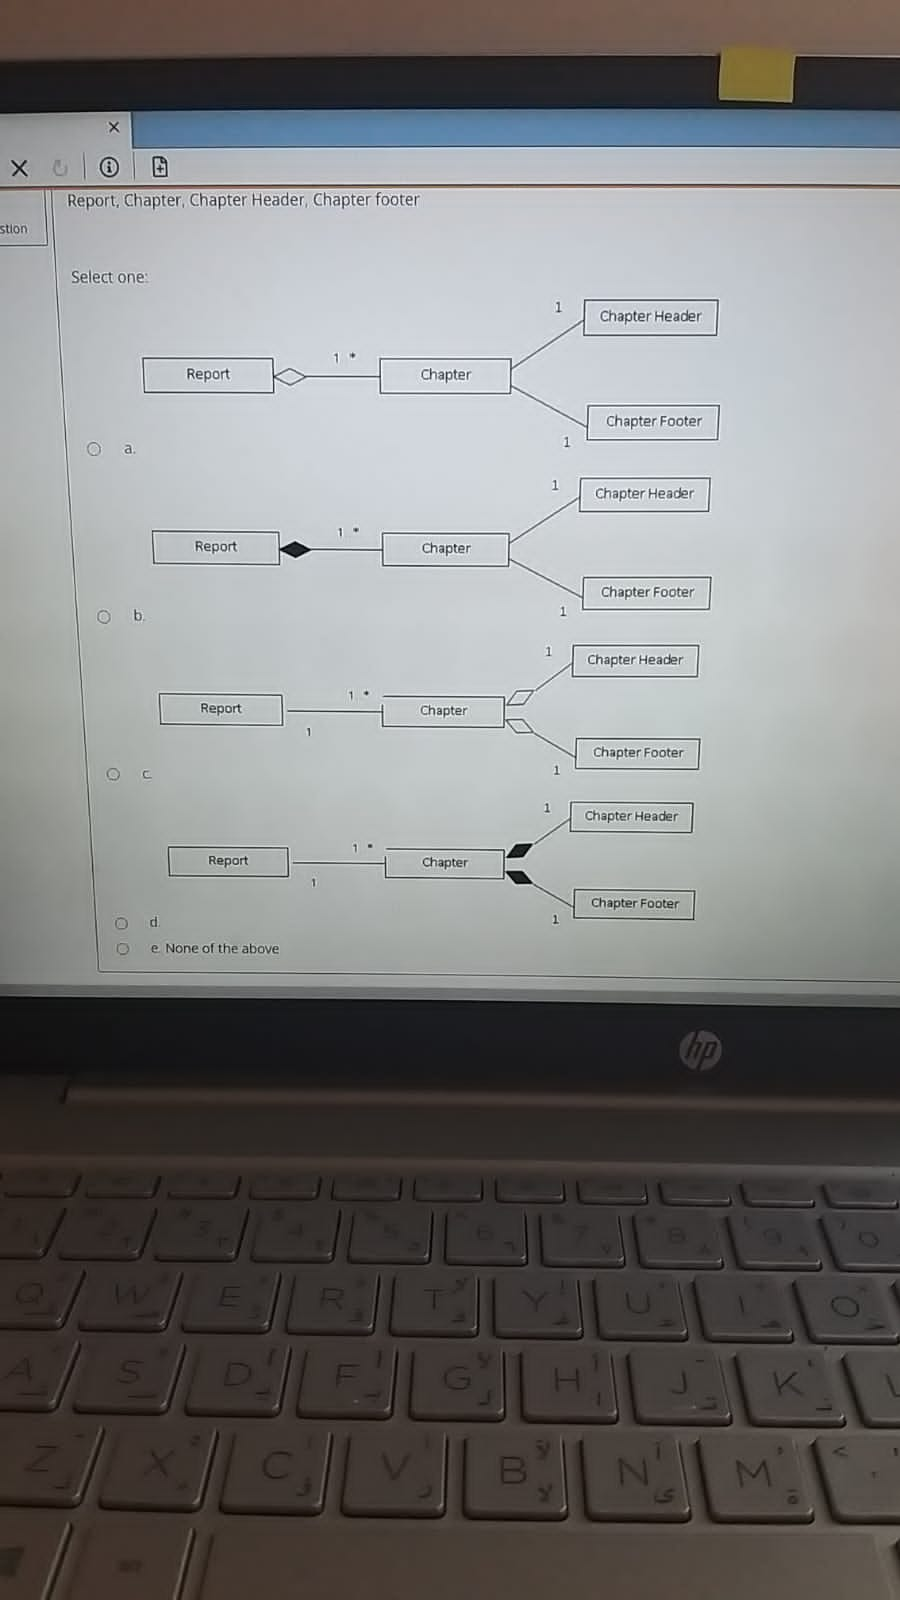 stion
Report, Chapter, Chapter Header, Chapter footer
Select one:
1
Chapter Header
Report
1 *
Chapter
Chapter Footer
1
a.
1
Chapter Header
Report
1 *
Chapter
Chapter Footer
1
b.
1
Chapter Header
Report
1 *
Chapter
1
Chapter Footer
1
c.
1
Chapter Header
Report
1 *
Chapter
1
Chapter Footer
1
d.
e. None of the above
hp
Q W E R T Y U I O
A S D F G H J K L
Z X C V B N M